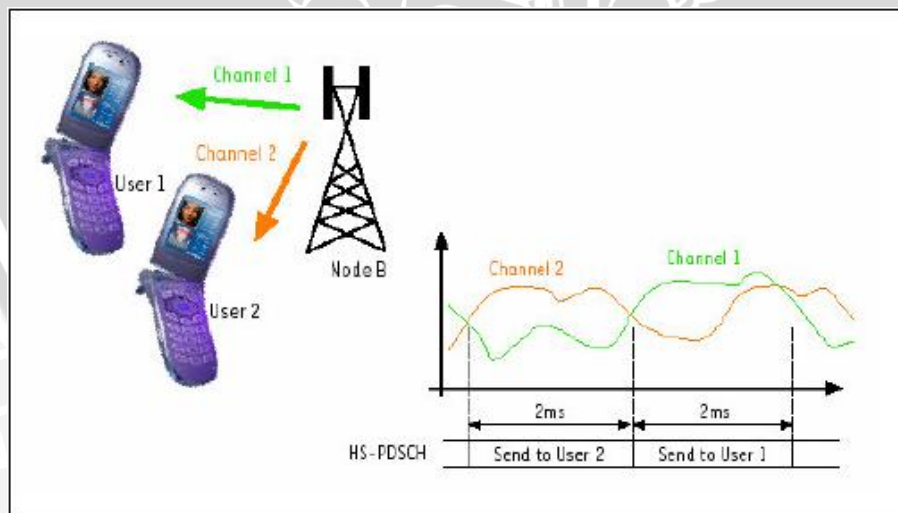 Channel 1
Channel 2
User 1
User 2
Node B
Channel 2
Channel 1
2ms
2ms
HS-PDSCH
Send to User 2
Send to User 1